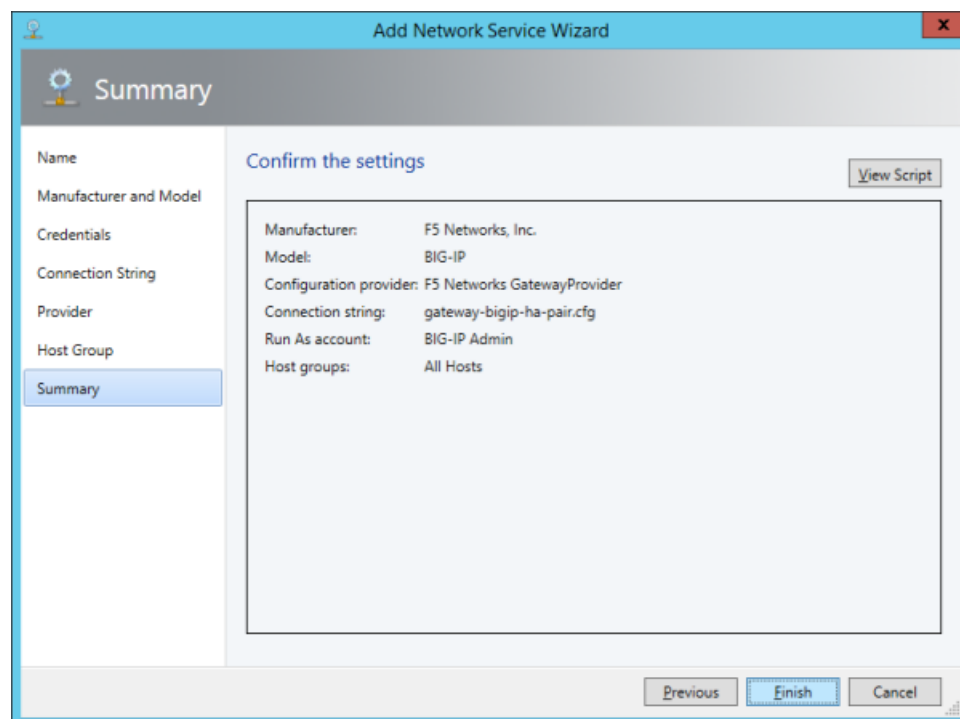 Add Network Service Wizard
x
Summary
Name
Manufacturer and Model
Credentials
Connection String
Provider
Host Group
Summary
Confirm the settings
View Script
Manufacturer: F5 Networks, Inc.
Model: BIG-IP
Configuration provider: F5 Networks GatewayProvider
Connection string: gateway-bigip-ha-pair.cfg
Run As account: BIG-IP Admin
Host groups: All Hosts
Previous Finish Cancel